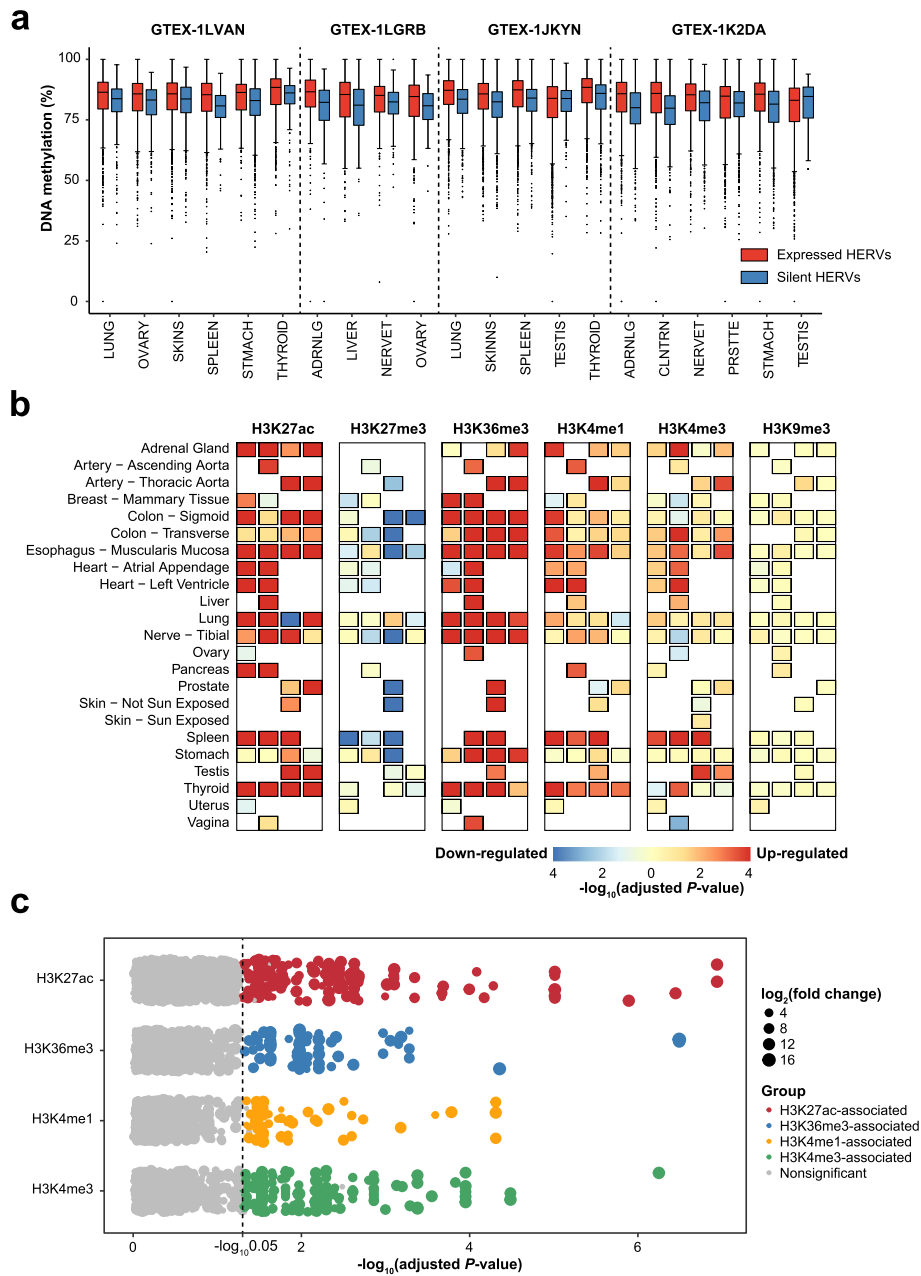 a
GTEX-1LVAN GTEX-1LGRB GTEX-1JKYN GTEX-1K2DA
DNA methylation (%)
100
75
50
25
0
Expressed HERVs
Silent HERVs
LUNG OVARY SKINS SPLEEN STMACH THYROID ADRNLG LIVER NERVET OVARY LUNG SKINNS SPLEEN TESTIS THYROID ADRNLG CLNTRN NERVET PRSTTE STMACH TESTIS
b
H3K27ac H3K27me3 H3K36me3 H3K4me1 H3K4me3 H3K9me3
Adrenal Gland
Artery − Ascending Aorta
Artery − Thoracic Aorta
Breast − Mammary Tissue
Colon − Sigmoid
Colon − Transverse
Esophagus − Muscularis Mucosa
Heart − Atrial Appendage
Heart − Left Ventricle
Liver
Lung
Nerve − Tibial
Ovary
Pancreas
Prostate
Skin − Not Sun Exposed
Skin − Sun Exposed
Spleen
Stomach
Testis
Thyroid
Uterus
Vagina
Down-regulated Up-regulated
4 2 0 2 4
-log10(adjusted P-value)
c
H3K27ac
H3K36me3
H3K4me1
H3K4me3
0 -log100.05 2 4 6
-log10(adjusted P-value)
log2(fold change)
4
8
12
16
Group
H3K27ac-associated
H3K36me3-associated
H3K4me1-associated
H3K4me3-associated
Nonsignificant